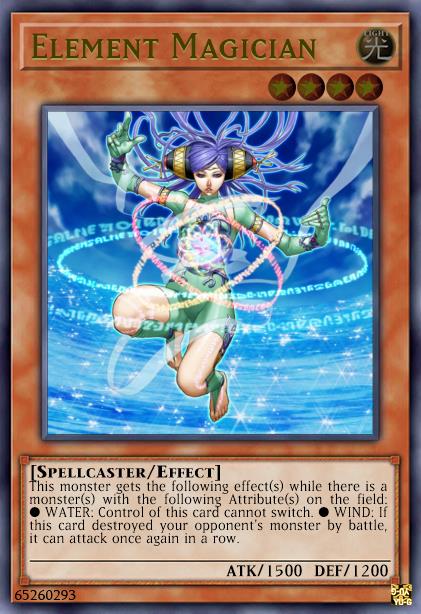 ELEMENT MAGICIAN
LIGHT
光
[SPELLCASTER/EFFECT]
This monster gets the following effect(s) while there is a
monster(s) with the following Attribute(s) on the field:
● WATER: Control of this card cannot switch. ● WIND: If
this card destroyed your opponent's monster by battle,
it can attack once again in a row.
ATK/1500 DEF/1200
65260293